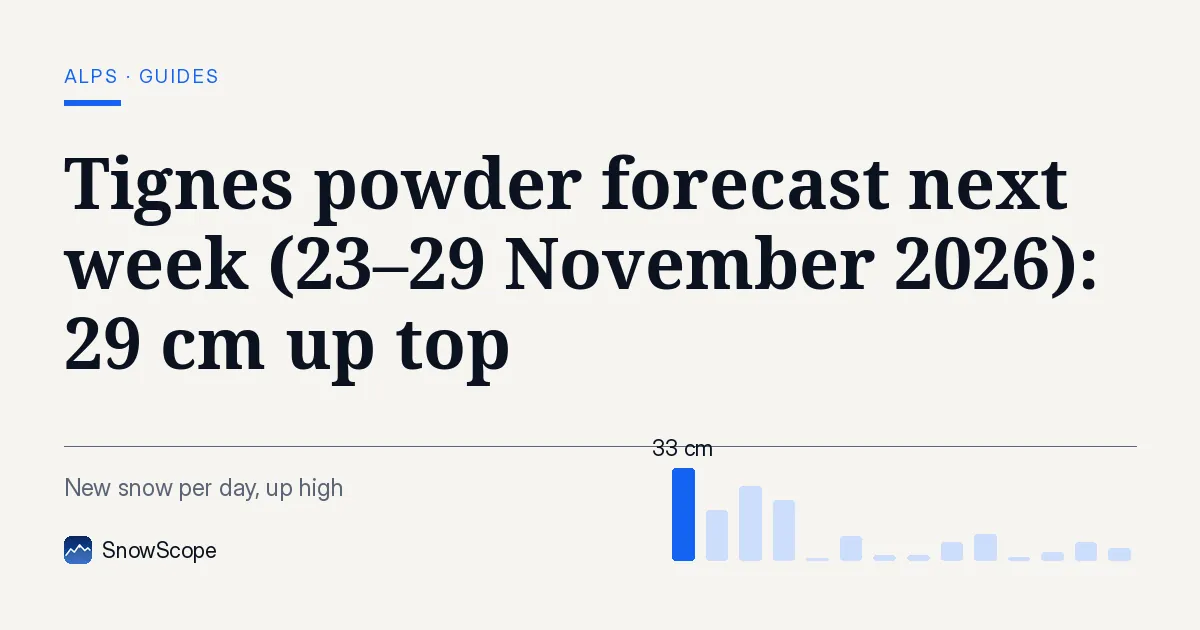 ALPS · GUIDES
Tignes powder forecast next
week (23–29 November 2026):
29 cm up top
33 cm
New snow per day, up high
SnowScope